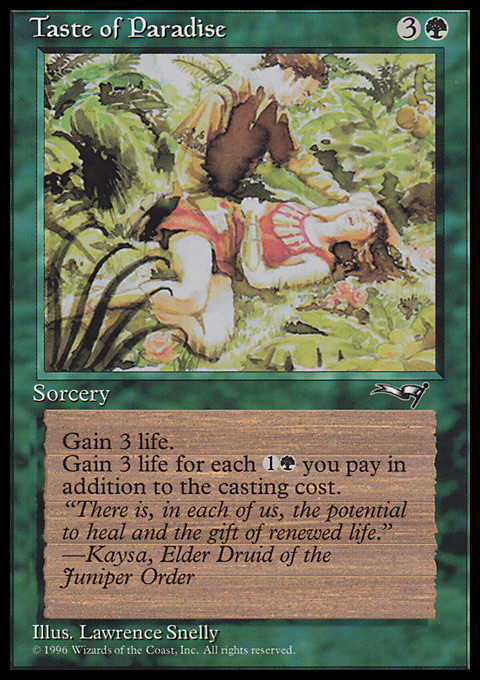 Taste of Paradise 3
Sorcery
Gain 3 life.
Gain 3 life for each 1 you pay in
addition to the casting cost.
“There is, in each of us, the potential
to heal and the gift of renewed life.”
—Kaysa, Elder Druid of the
Juniper Order
Illus. Lawrence Snelly
© 1996 Wizards of the Coast, Inc. All rights reserved.